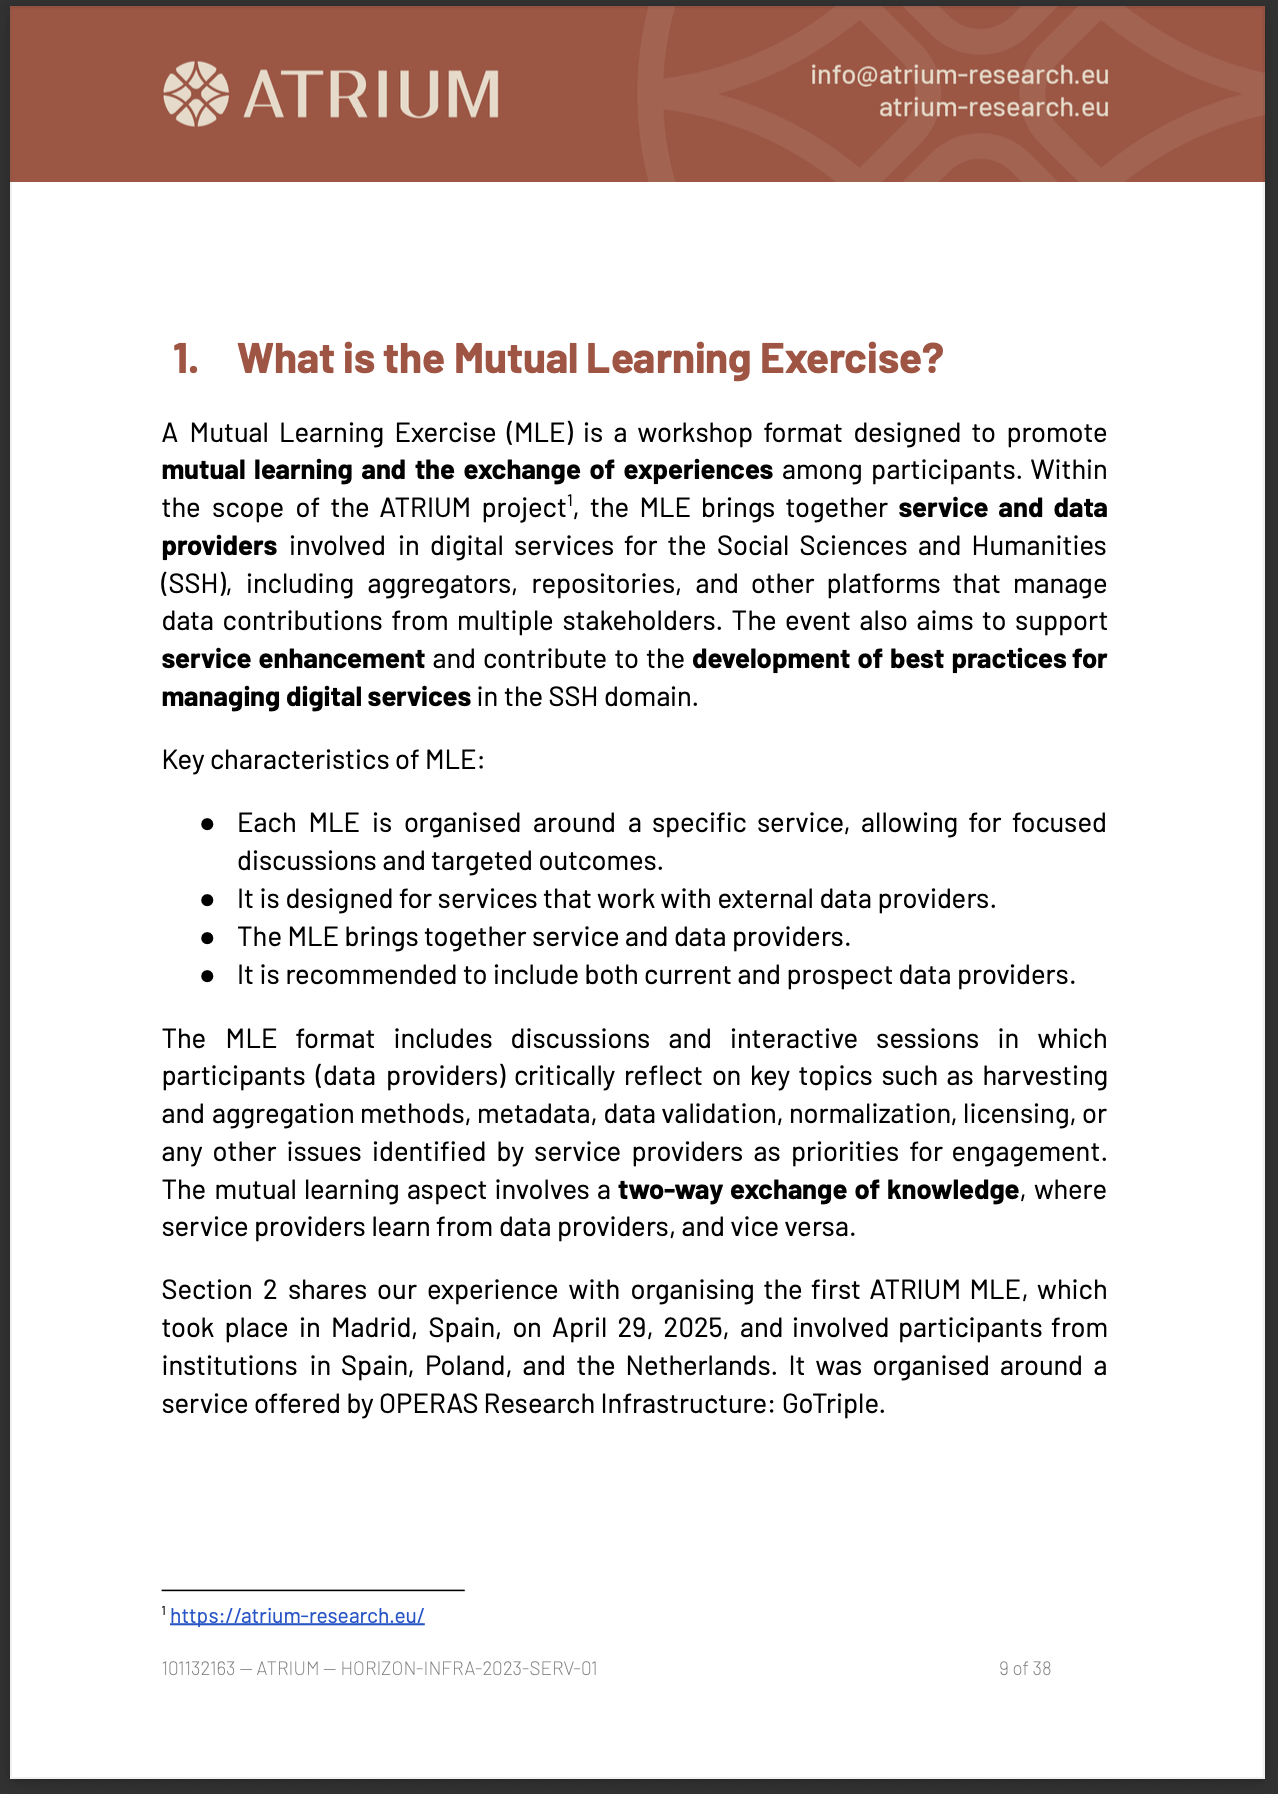 ATRIUM
info@atrium-research.eu
atrium-research.eu
1. What is the Mutual Learning Exercise?
A Mutual Learning Exercise (MLE) is a workshop format designed to promote
mutual learning and the exchange of experiences among participants. Within
the scope of the ATRIUM project¹, the MLE brings together service and data
providers involved in digital services for the Social Sciences and Humanities
(SSH), including aggregators, repositories, and other platforms that manage
data contributions from multiple stakeholders. The event also aims to support
service enhancement and contribute to the development of best practices for
managing digital services in the SSH domain.
Key characteristics of MLE:
● Each MLE is organised around a specific service, allowing for focused
discussions and targeted outcomes.
● It is designed for services that work with external data providers.
● The MLE brings together service and data providers.
● It is recommended to include both current and prospect data providers.
The MLE format includes discussions and interactive sessions in which
participants (data providers) critically reflect on key topics such as harvesting
and aggregation methods, metadata, data validation, normalization, licensing, or
any other issues identified by service providers as priorities for engagement.
The mutual learning aspect involves a two-way exchange of knowledge, where
service providers learn from data providers, and vice versa.
Section 2 shares our experience with organising the first ATRIUM MLE, which
took place in Madrid, Spain, on April 29, 2025, and involved participants from
institutions in Spain, Poland, and the Netherlands. It was organised around a
service offered by OPERAS Research Infrastructure: GoTriple.
¹ https://atrium-research.eu/
101132163 — ATRIUM — HORIZON-INFRA-2023-SERV-01
9 of 38